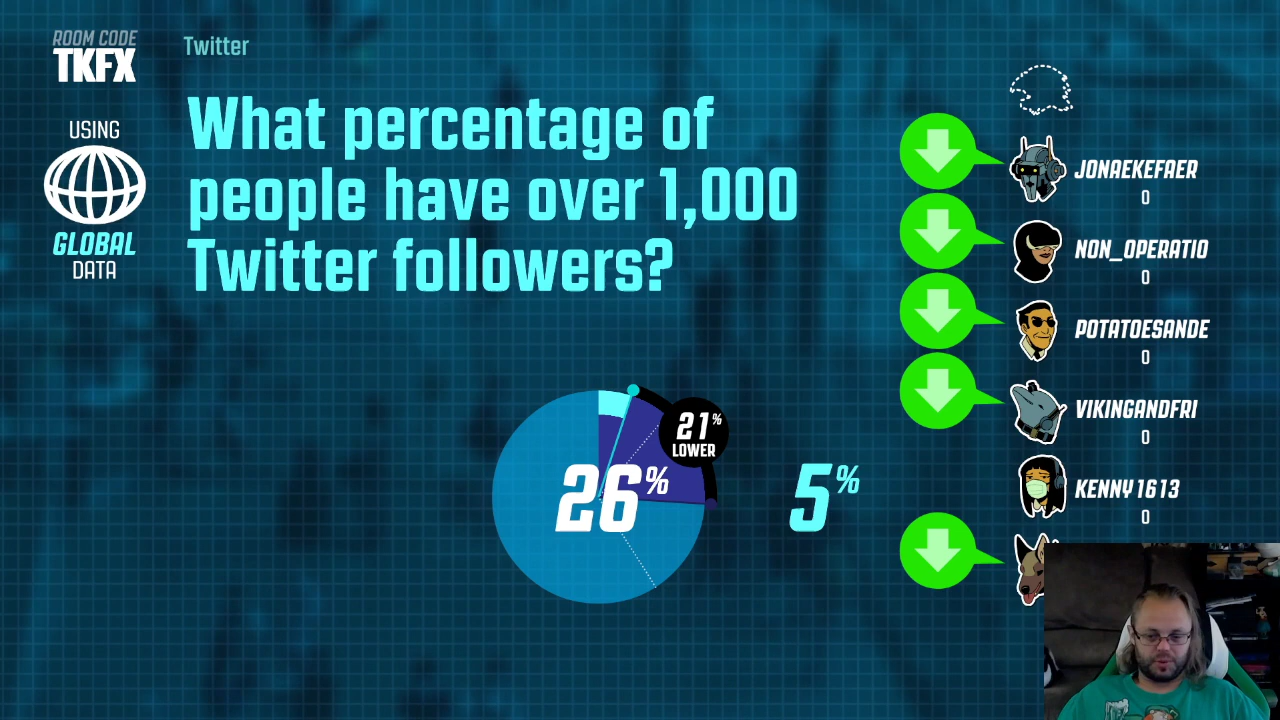 ROOM CODE
TKFX
Twitter
USING
GLOBAL
DATA
What percentage of
people have over 1,000
Twitter followers?
21%
LOWER
26%
5%
JONAEKEFAER
0
NON_OPERATIO
0
POTATOESANDE
0
VIKINGANDFRI
0
KENNY1613
0